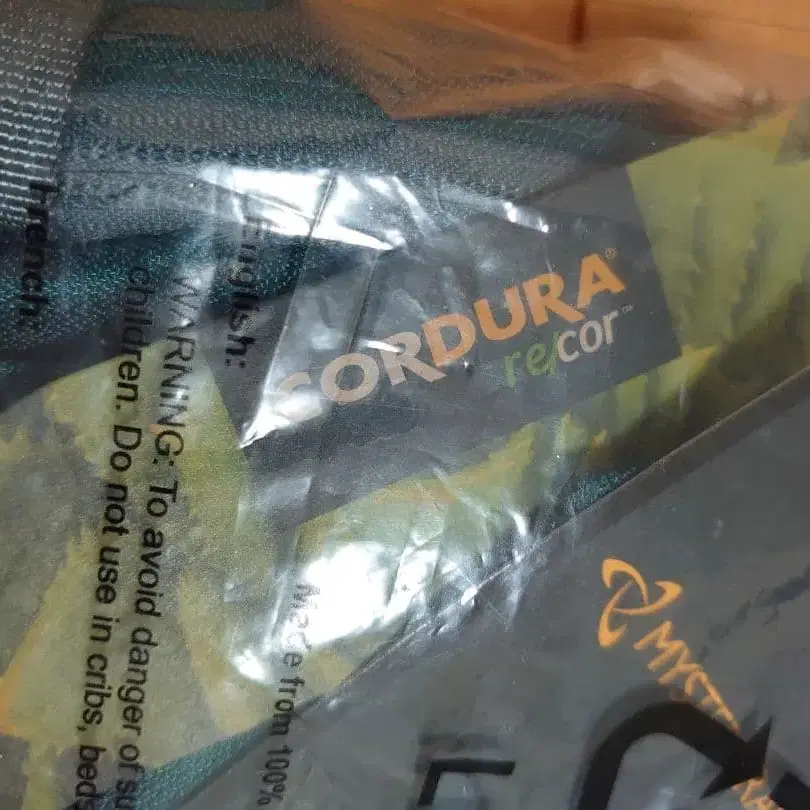 CORDURA®
re/cor™
French:
English:
WARNING: To avoid danger of
children. Do not use in cribs,
Made from 100%